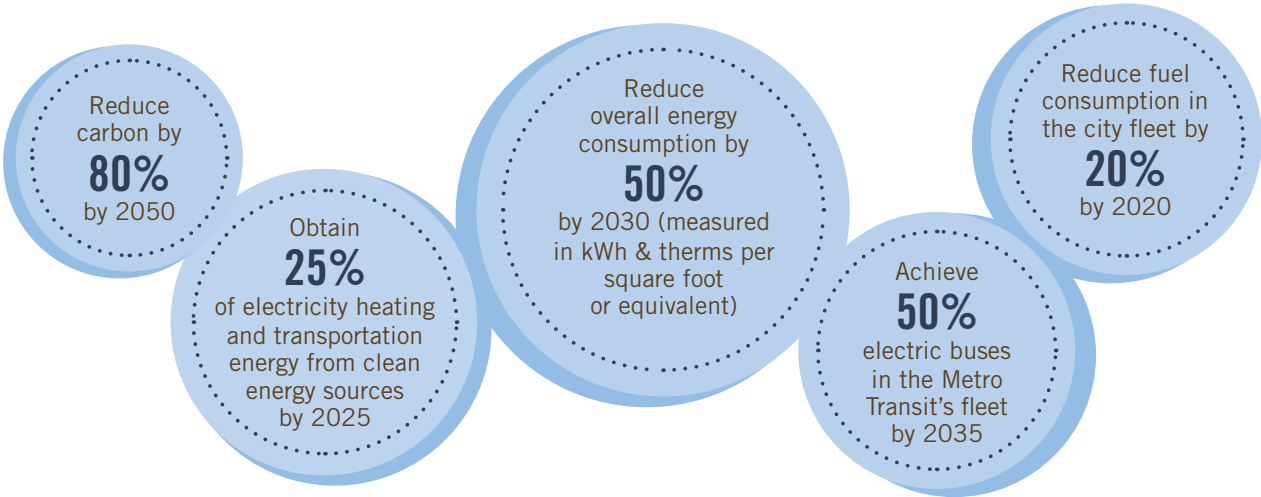 Reduce
carbon by
80%
by 2050
Obtain
25%
of electricity heating
and transportation
energy from clean
energy sources
by 2025
Reduce
overall energy
consumption by
50%
by 2030 (measured
in kWh & therms per
square foot
or equivalent)
Achieve
50%
electric buses
in the Metro
Transit’s fleet
by 2035
Reduce fuel
consumption in
the city fleet by
20%
by 2020